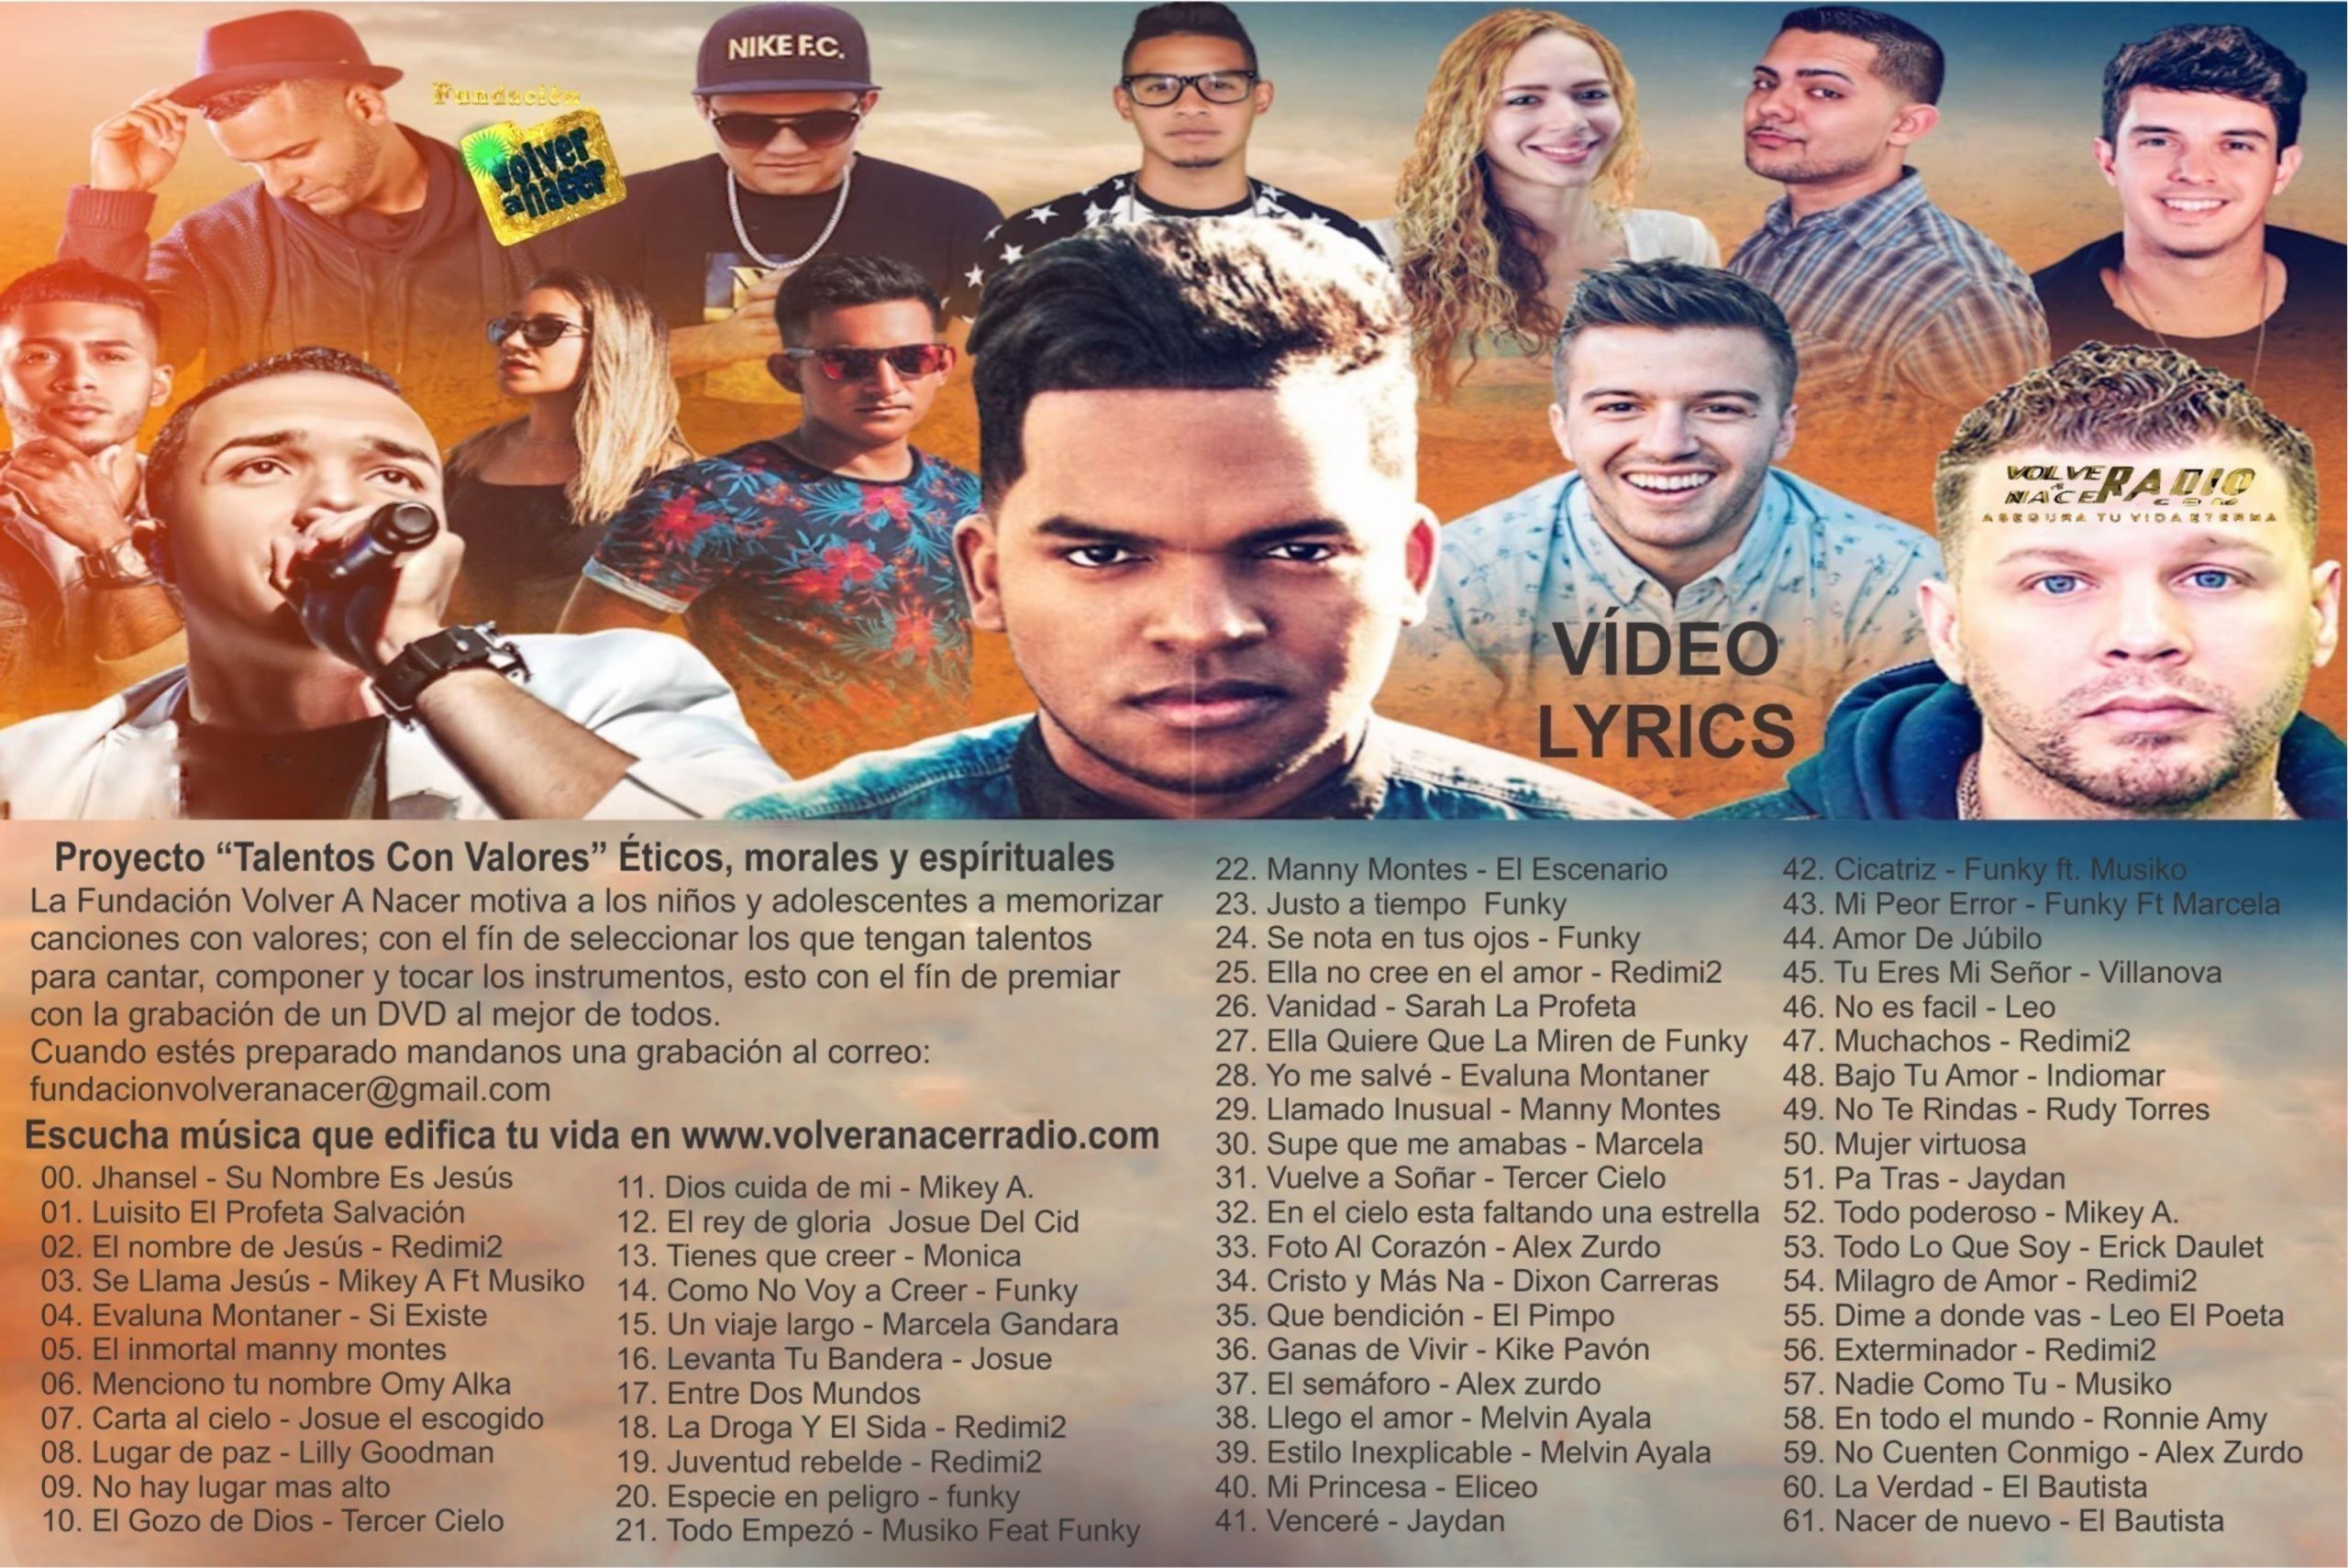 NIKE F.C.
Fundación
Volver
a nacer
VOLVER
A
NACER
RADIO
.COM
ASEGURA TU VIDA ETERNA
VÍDEO
LYRICS
Proyecto “Talentos Con Valores” Éticos, morales y espírituales
La Fundación Volver A Nacer motiva a los niños y adolescentes a memorizar
canciones con valores; con el fín de seleccionar los que tengan talentos
para cantar, componer y tocar los instrumentos, esto con el fín de premiar
con la grabación de un DVD al mejor de todos.
Cuando estés preparado mandanos una grabación al correo:
fundacionvolveranacer@gmail.com
Escucha música que edifica tu vida en www.volveranacerradio.com
00. Jhansel - Su Nombre Es Jesús
01. Luisito El Profeta Salvación
02. El nombre de Jesús - Redimi2
03. Se Llama Jesús - Mikey A Ft Musiko
04. Evaluna Montaner - Si Existe
05. El inmortal manny montes
06. Menciono tu nombre Omy Alka
07. Carta al cielo - Josue el escogido
08. Lugar de paz - Lilly Goodman
09. No hay lugar mas alto
10. El Gozo de Dios - Tercer Cielo
11. Dios cuida de mi - Mikey A.
12. El rey de gloria  Josue Del Cid
13. Tienes que creer - Monica
14. Como No Voy a Creer - Funky
15. Un viaje largo - Marcela Gandara
16. Levanta Tu Bandera - Josue
17. Entre Dos Mundos
18. La Droga Y El Sida - Redimi2
19. Juventud rebelde - Redimi2
20. Especie en peligro - funky
21. Todo Empezó - Musiko Feat Funky
22. Manny Montes - El Escenario
23. Justo a tiempo  Funky
24. Se nota en tus ojos - Funky
25. Ella no cree en el amor - Redimi2
26. Vanidad - Sarah La Profeta
27. Ella Quiere Que La Miren de Funky
28. Yo me salvé - Evaluna Montaner
29. Llamado Inusual - Manny Montes
30. Supe que me amabas - Marcela
31. Vuelve a Soñar - Tercer Cielo
32. En el cielo esta faltando una estrella
33. Foto Al Corazón - Alex Zurdo
34. Cristo y Más Na - Dixon Carreras
35. Que bendición - El Pimpo
36. Ganas de Vivir - Kike Pavón
37. El semáforo - Alex zurdo
38. Llego el amor - Melvin Ayala
39. Estilo Inexplicable - Melvin Ayala
40. Mi Princesa - Eliceo
41. Venceré - Jaydan
42. Cicatriz - Funky ft. Musiko
43. Mi Peor Error - Funky Ft Marcela
44. Amor De Júbilo
45. Tu Eres Mi Señor - Villanova
46. No es facil - Leo
47. Muchachos - Redimi2
48. Bajo Tu Amor - Indiomar
49. No Te Rindas - Rudy Torres
50. Mujer virtuosa
51. Pa Tras - Jaydan
52. Todo poderoso - Mikey A.
53. Todo Lo Que Soy - Erick Daulet
54. Milagro de Amor - Redimi2
55. Dime a donde vas - Leo El Poeta
56. Exterminador - Redimi2
57. Nadie Como Tu - Musiko
58. En todo el mundo - Ronnie Amy
59. No Cuenten Conmigo - Alex Zurdo
60. La Verdad - El Bautista
61. Nacer de nuevo - El Bautista